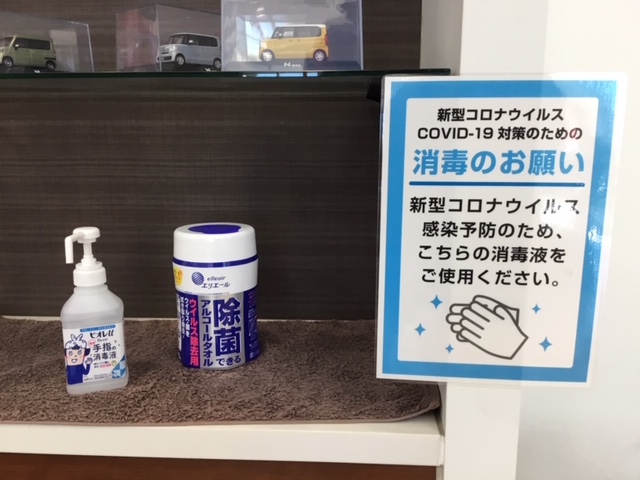 新型コロナウイルス
COVID-19 対策のための
消毒のお願い
新型コロナウイルス
感染予防のため、
こちらの消毒液を
ご使用ください。
elleair
エリエール
除菌できる
アルコールタオル
ウイルス除去用
ビオレu
手指の
消毒液